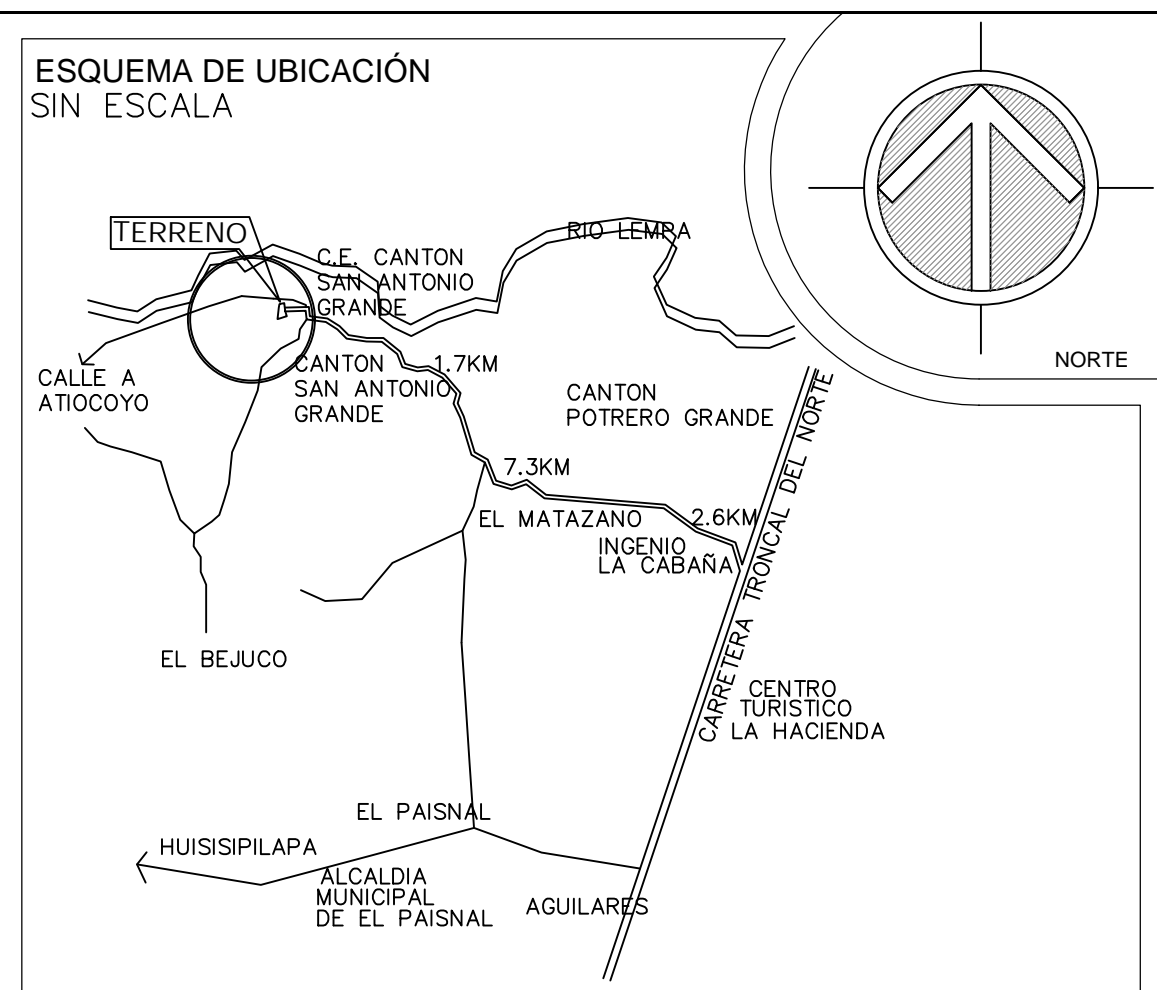 ESQUEMA DE UBICACIÓN
SIN ESCALA
NORTE
TERRENO
RIO LEMPA
C.E. CANTON
SAN ANTONIO
GRANDE
CALLE A
ATIOCOYO
CANTON
SAN ANTONIO
GRANDE
1.7KM
CANTON
POTRERO GRANDE
7.3KM
EL MATAZANO
2.6KM
INGENIO
LA CABAÑA
CARRETERA TRONCAL DEL NORTE
EL BEJUCO
CENTRO
TURISTICO
LA HACIENDA
EL PAISNAL
HUISISIPILAPA
ALCALDIA
MUNICIPAL
DE EL PAISNAL
AGUILARES